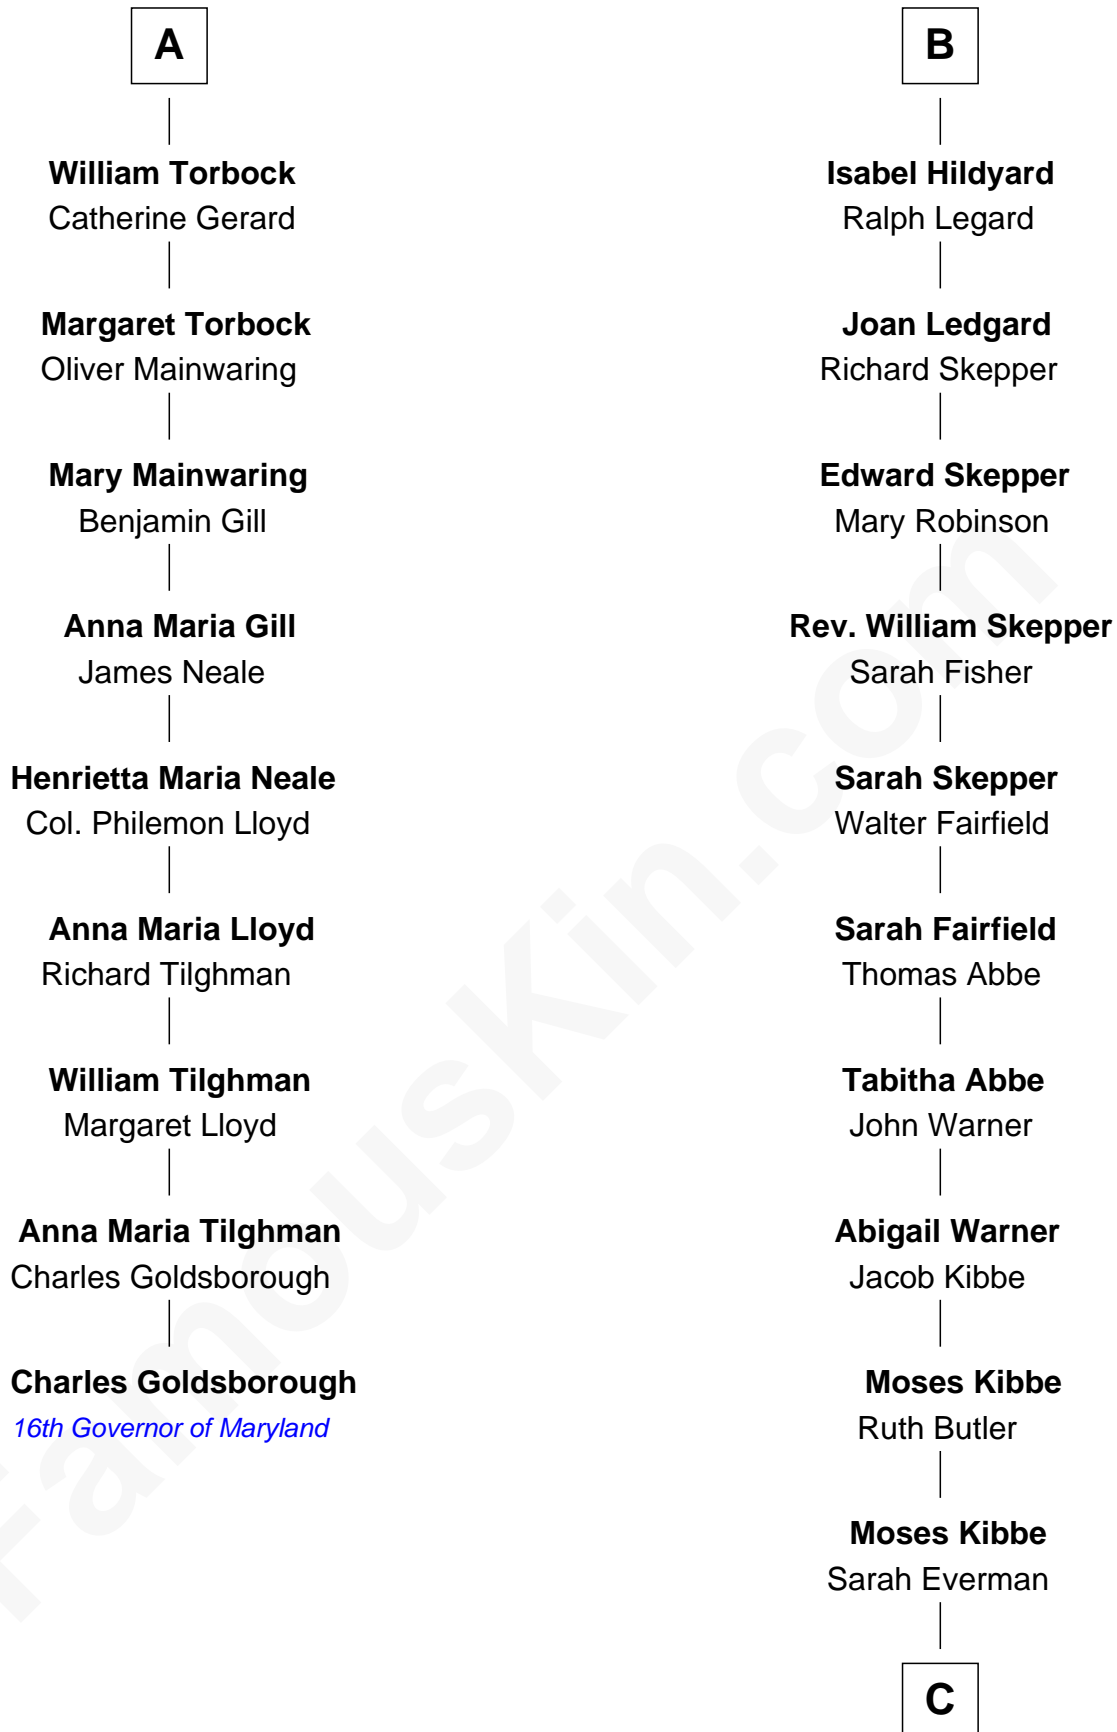 A
William Torbock
Catherine Gerard
Margaret Torbock
Oliver Mainwaring
Mary Mainwaring
Benjamin Gill
Anna Maria Gill
James Neale
Henrietta Maria Neale
Col. Philemon Lloyd
Anna Maria Lloyd
Richard Tilghman
William Tilghman
Margaret Lloyd
Anna Maria Tilghman
Charles Goldsborough
Charles Goldsborough
16th Governor of Maryland
B
Isabel Hildyard
Ralph Legard
Joan Ledgard
Richard Skepper
Edward Skepper
Mary Robinson
Rev. William Skepper
Sarah Fisher
Sarah Skepper
Walter Fairfield
Sarah Fairfield
Thomas Abbe
Tabitha Abbe
John Warner
Abigail Warner
Jacob Kibbe
Moses Kibbe
Ruth Butler
Moses Kibbe
Sarah Everman
C
FamousKin.com